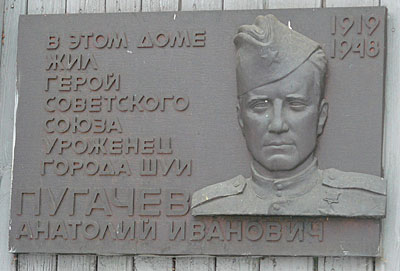 1919
1948
В ЭТОМ ДОМЕ
ЖИЛ
ГЕРОЙ
СОВЕТСКОГО
СОЮЗА
УРОЖЕНЕЦ
ГОРОДА ШУИ
ПУГАЧЕВ
АНАТОЛИЙ ИВАНОВИЧ